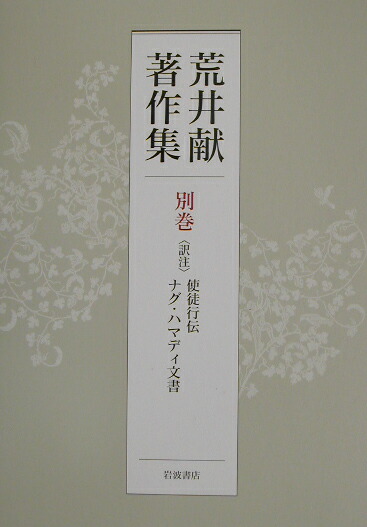 荒井献
著作集
別巻
〈訳注〉
使徒行伝
ナグ・ハマディ文書
岩波書店